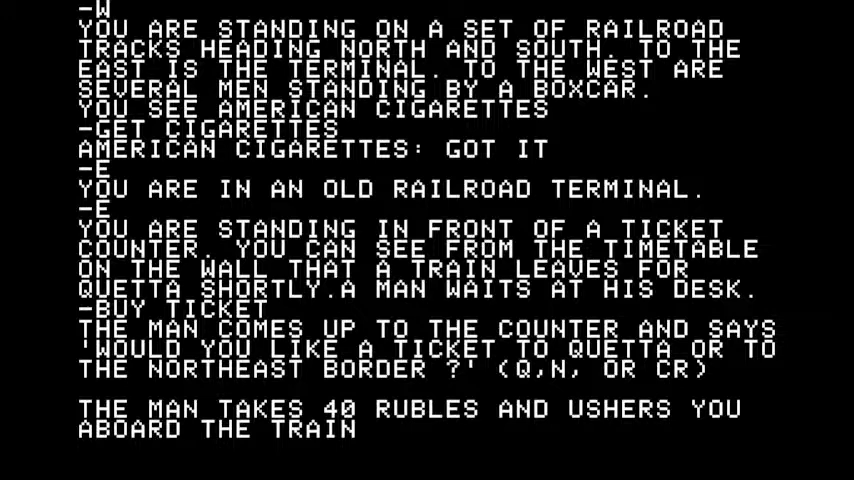 -W
YOU ARE STANDING ON A SET OF RAILROAD
TRACKS HEADING NORTH AND SOUTH. TO THE
EAST IS THE TERMINAL. TO THE WEST ARE
SEVERAL MEN STANDING BY A BOXCAR.
YOU SEE AMERICAN CIGARETTES
-GET CIGARETTES
AMERICAN CIGARETTES: GOT IT
-E
YOU ARE IN AN OLD RAILROAD TERMINAL.
-E
YOU ARE STANDING IN FRONT OF A TICKET
COUNTER. YOU CAN SEE FROM THE TIMETABLE
ON THE WALL THAT A TRAIN LEAVES FOR
QUETTA SHORTLY.A MAN WAITS AT HIS DESK.
-BUY TICKET
THE MAN COMES UP TO THE COUNTER AND SAYS
'WOULD YOU LIKE A TICKET TO QUETTA OR TO
THE NORTHEAST BORDER ?' (Q,N, OR CR)
THE MAN TAKES 40 RUBLES AND USHERS YOU
ABOARD THE TRAIN